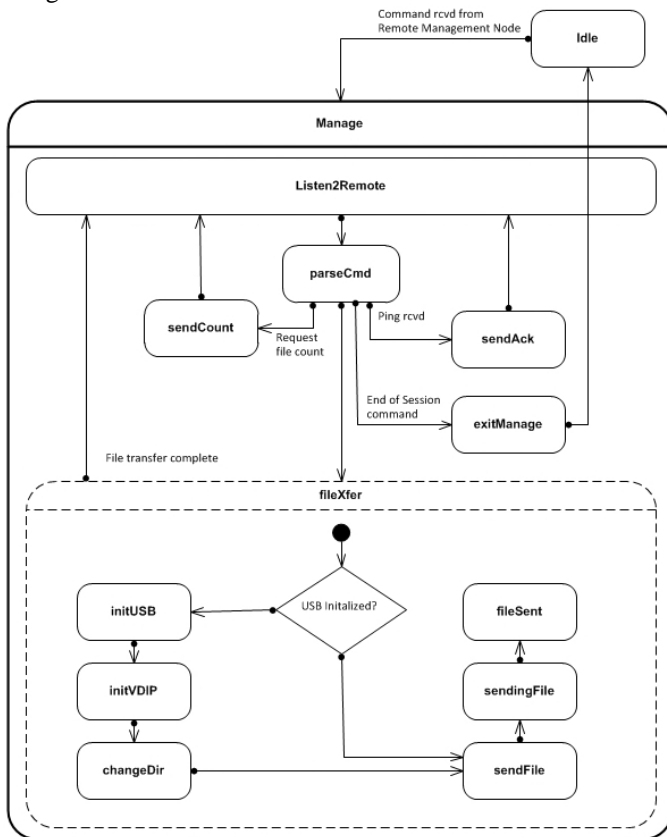 Command rcvd from
Remote Management Node
Idle
Manage
Listen2Remote
parseCmd
sendCount
Request
file count
Ping rcvd
sendAck
End of Session
command
exitManage
File transfer complete
fileXfer
USB Initalized?
initUSB
fileSent
initVDIP
sendingFile
changeDir
sendFile